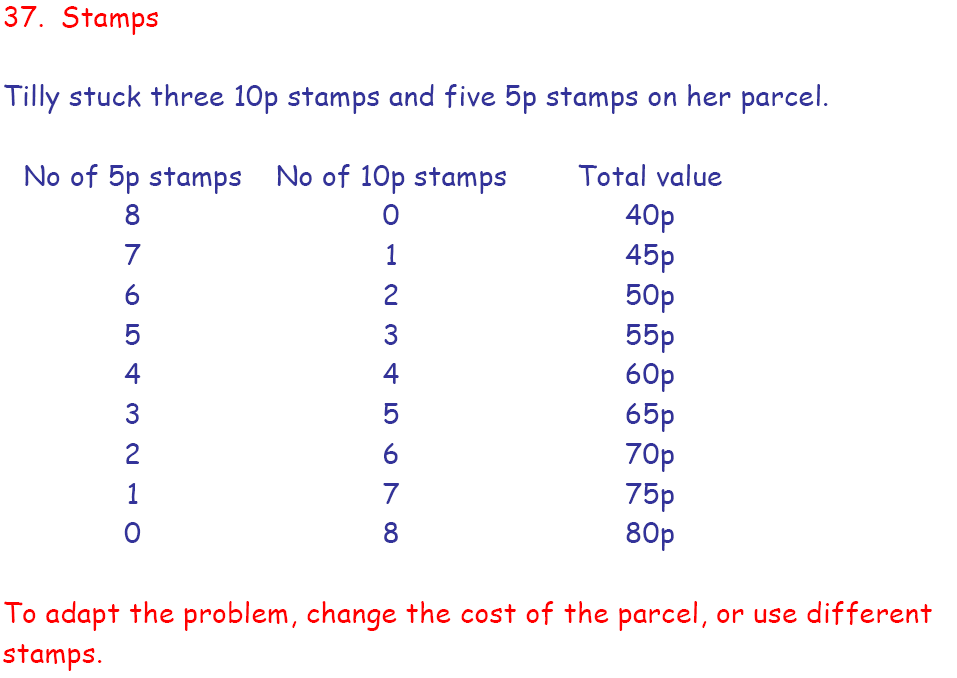 37. Stamps
Tilly stuck three 10p stamps and five 5p stamps on her parcel.
No of 5p stamps No of 10p stamps Total value
8 0 40p
7 1 45p
6 2 50p
5 3 55p
4 4 60p
3 5 65p
2 6 70p
1 7 75p
0 8 80p
To adapt the problem, change the cost of the parcel, or use different
stamps.